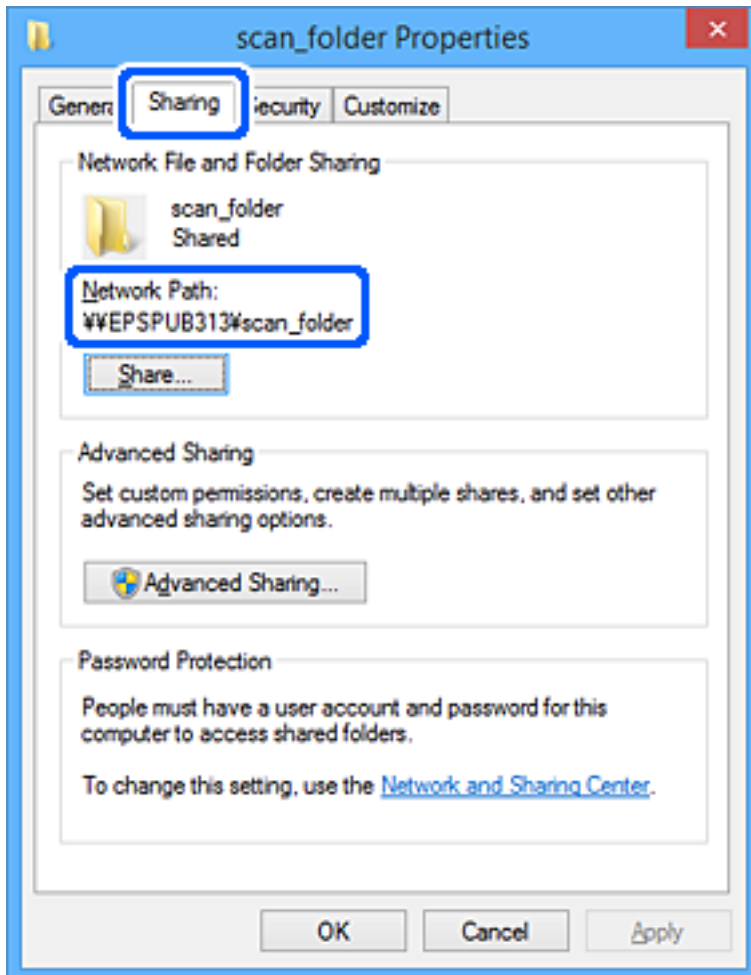 scan_folder Properties
Sharing
Customize
Network File and Folder Sharing
scan_folder
Shared
Network Path:
¥¥EPSPUB313¥scan_folder
Share...
Advanced Sharing
Set custom permissions, create multiple shares, and set other
advanced sharing options.
Advanced Sharing...
Password Protection
People must have a user account and password for this
computer to access shared folders.
To change this setting, use the Network and Sharing Center.
OK Cancel Apply